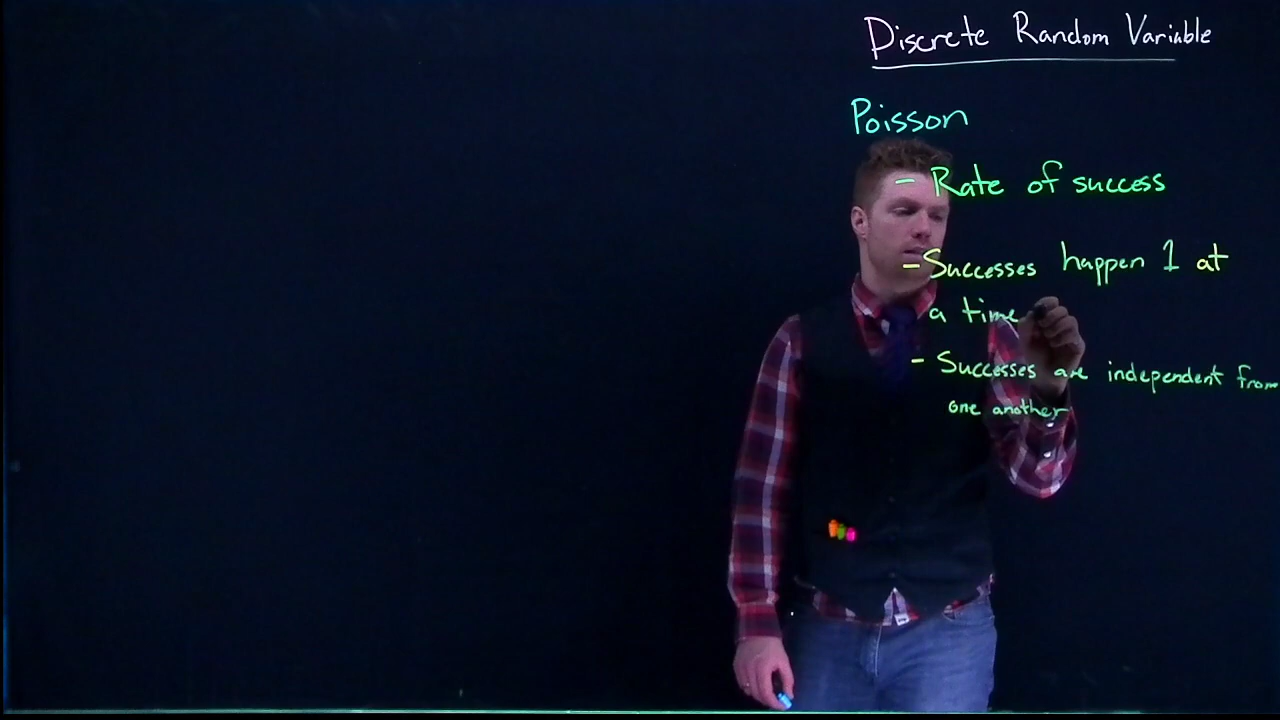 Discrete Random Variable
Poisson
- Rate of success
- Successes happen 1 at
a time
- Successes are independent from
one another